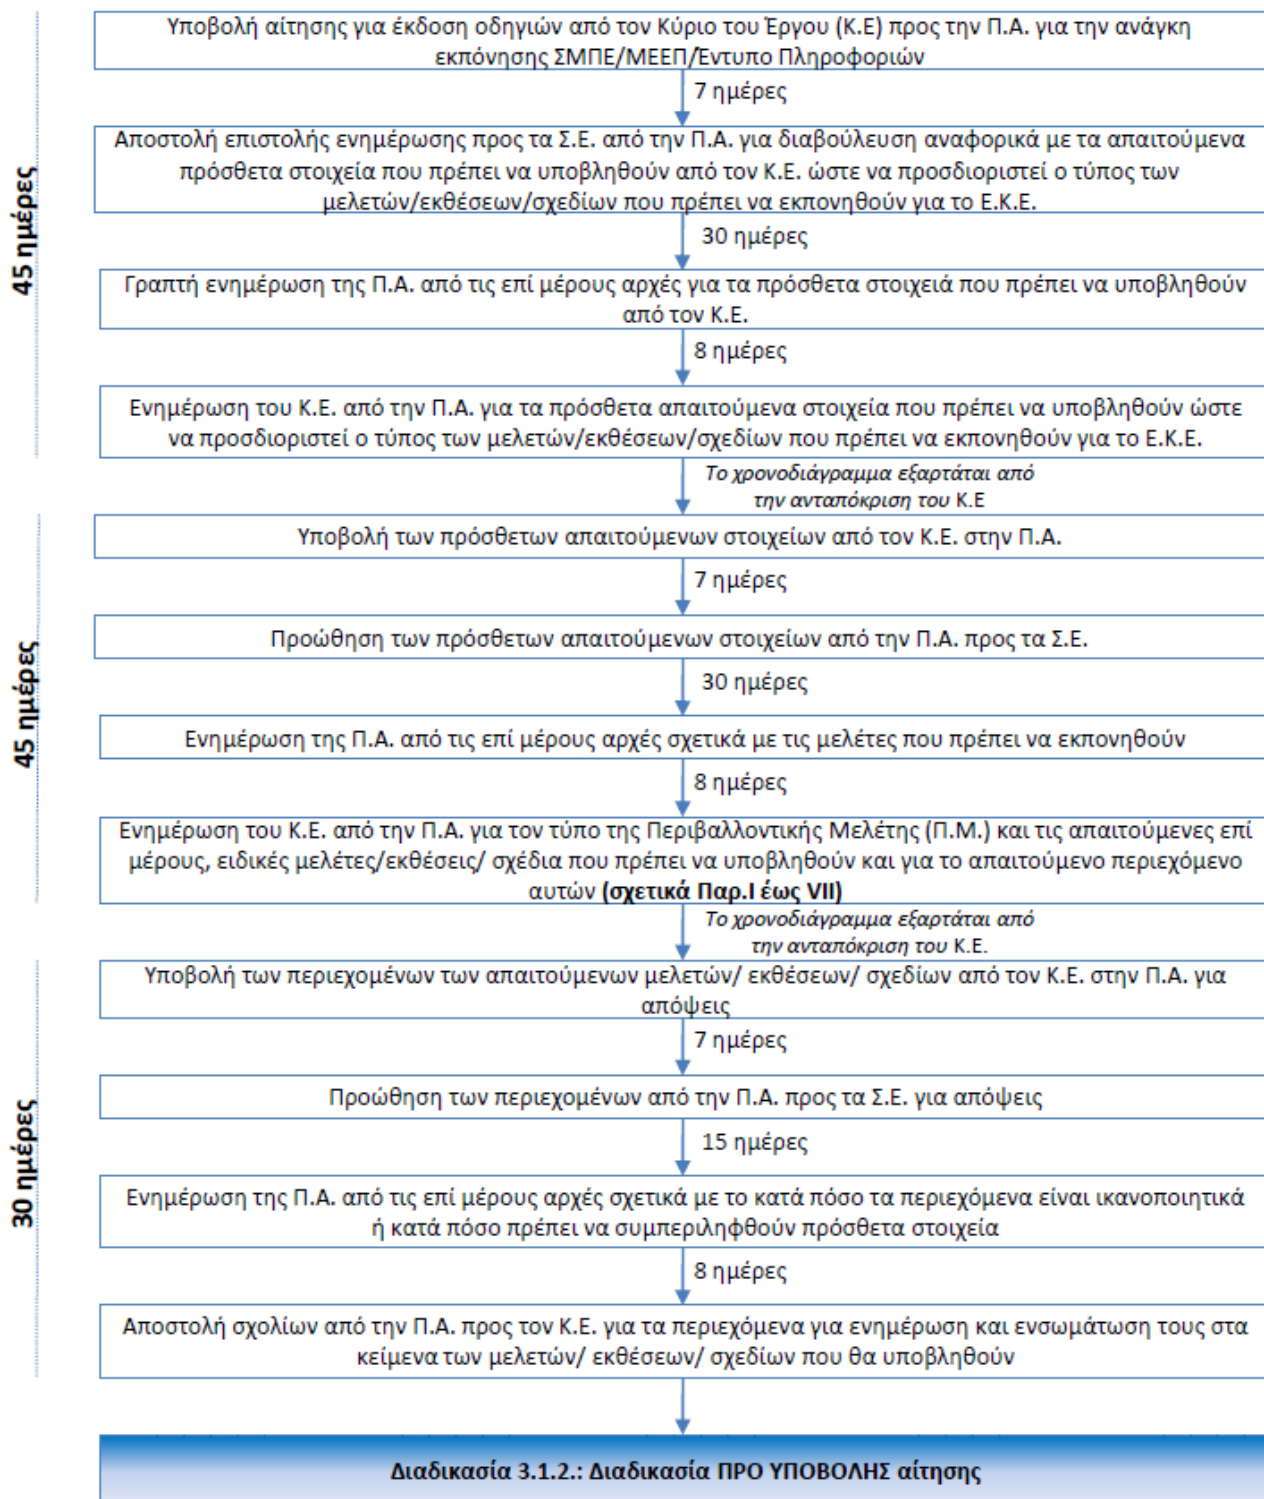 Υποβολή αίτησης για έκδοση οδηγιών από τον Κύριο του Έργου (Κ.Ε) προς την Π.Α. για την ανάγκη
εκπόνησης ΣΜΠΕ/ΜΕΕΠ/Έντυπο Πληροφοριών
7 ημέρες
Αποστολή επιστολής ενημέρωσης προς τα Σ.Ε. από την Π.Α. για διαβούλευση αναφορικά με τα απαιτούμενα
πρόσθετα στοιχεία που πρέπει να υποβληθούν από τον Κ.Ε. ώστε να προσδιοριστεί ο τύπος των
μελετών/εκθέσεων/σχεδίων που πρέπει να εκπονηθούν για το Ε.Κ.Ε.
30 ημέρες
Γραπτή ενημέρωση της Π.Α. από τις επί μέρους αρχές για τα πρόσθετα στοιχειά που πρέπει να υποβληθούν
από τον Κ.Ε.
8 ημέρες
Ενημέρωση του Κ.Ε. από την Π.Α. για τα πρόσθετα απαιτούμενα στοιχεία που πρέπει να υποβληθούν ώστε
να προσδιοριστεί ο τύπος των μελετών/εκθέσεων/σχεδίων που πρέπει να εκπονηθούν για το Ε.Κ.Ε.
45 ημέρες
Το χρονοδιάγραμμα εξαρτάται από
την ανταπόκριση του Κ.Ε
Υποβολή των πρόσθετων απαιτούμενων στοιχείων από τον Κ.Ε. στην Π.Α.
7 ημέρες
Προώθηση των πρόσθετων απαιτούμενων στοιχείων από την Π.Α. προς τα Σ.Ε.
30 ημέρες
Ενημέρωση της Π.Α. από τις επί μέρους αρχές σχετικά με τις μελέτες που πρέπει να εκπονηθούν
8 ημέρες
Ενημέρωση του Κ.Ε. από την Π.Α. για τον τύπο της Περιβαλλοντικής Μελέτης (Π.Μ.) και τις απαιτούμενες επί
μέρους, ειδικές μελέτες/εκθέσεις/ σχέδια που πρέπει να υποβληθούν και για το απαιτούμενο περιεχόμενο
αυτών (σχετικά Παρ.Ι έως VII)
45 ημέρες
Το χρονοδιάγραμμα εξαρτάται από
την ανταπόκριση του Κ.Ε.
Υποβολή των περιεχομένων των απαιτούμενων μελετών/ εκθέσεων/ σχεδίων από τον Κ.Ε. στην Π.Α. για
απόψεις
7 ημέρες
Προώθηση των περιεχομένων από την Π.Α. προς τα Σ.Ε. για απόψεις
15 ημέρες
Ενημέρωση της Π.Α. από τις επί μέρους αρχές σχετικά με το κατά πόσο τα περιεχόμενα είναι ικανοποιητικά
ή κατά πόσο πρέπει να συμπεριληφθούν πρόσθετα στοιχεία
8 ημέρες
Αποστολή σχολίων από την Π.Α. προς τον Κ.Ε. για τα περιεχόμενα για ενημέρωση και ενσωμάτωση τους στα
κείμενα των μελετών/ εκθέσεων/ σχεδίων που θα υποβληθούν
30 ημέρες
Διαδικασία 3.1.2.: Διαδικασία ΠΡΟ ΥΠΟΒΟΛΗΣ αίτησης